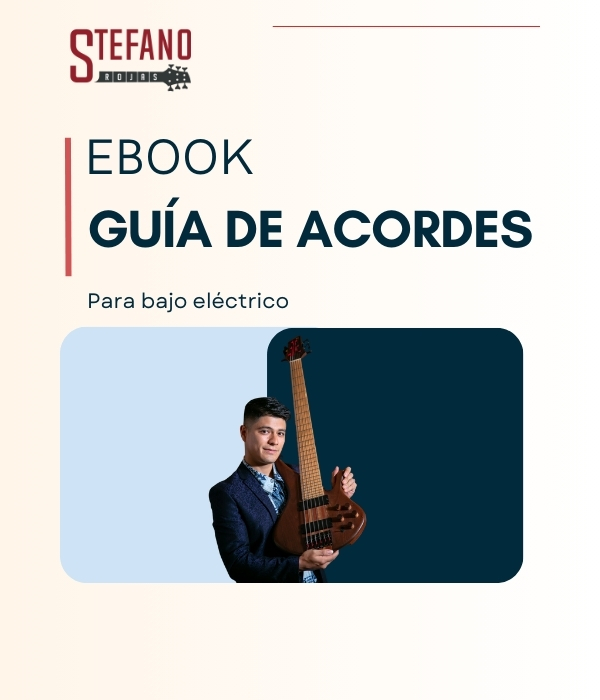 STEFANO
ROJAS
EBOOK
GUÍA DE ACORDES
Para bajo eléctrico